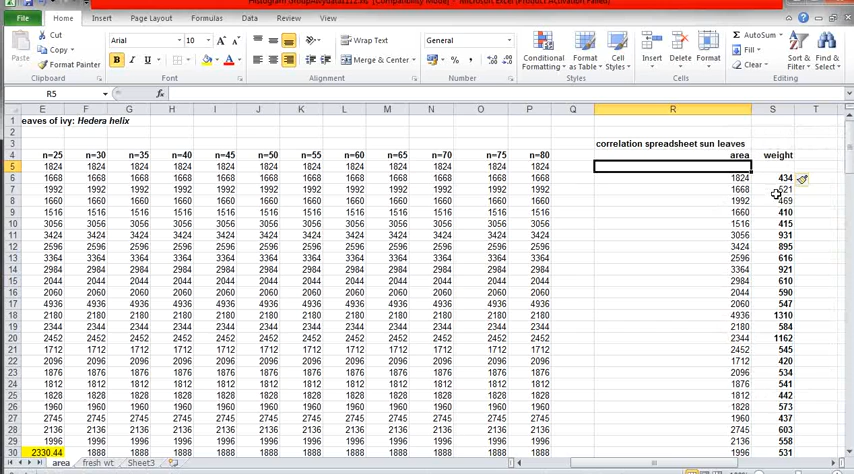 Histogram GroupAbydata1112.xls [Compatibility Mode] - Microsoft Excel (Product Activation Failed)
File Home Insert Page Layout Formulas Data Review View
Cut
Copy
Paste Format Painter
Clipboard
B I U
Font
Wrap Text
Merge & Center
Alignment
General
Number
Conditional Formatting Format as Table Cell Styles
Styles
Insert Delete Format
Cells
AutoSum
Fill
Clear
Sort & Filter Find & Select
Editing
R5 fx
E F G H I J K L M N O P Q R S T
1 eaves of ivy: Hedera helix
2
3 correlation spreadsheet sun leaves
4 n=25 n=30 n=35 n=40 n=45 n=50 n=55 n=60 n=65 n=70 n=75 n=80 area weight
5 1824 1824 1824 1824 1824 1824 1824 1824 1824 1824 1824 1824
6 1668 1668 1668 1668 1668 1668 1668 1668 1668 1668 1668 1668 1824 434
7 1992 1992 1992 1992 1992 1992 1992 1992 1992 1992 1992 1992 1668 521
8 1660 1660 1660 1660 1660 1660 1660 1660 1660 1660 1660 1660 1992 469
9 1516 1516 1516 1516 1516 1516 1516 1516 1516 1516 1516 1516 1660 410
10 3056 3056 3056 3056 3056 3056 3056 3056 3056 3056 3056 3056 1516 415
11 3424 3424 3424 3424 3424 3424 3424 3424 3424 3424 3424 3424 3056 931
12 2596 2596 2596 2596 2596 2596 2596 2596 2596 2596 2596 2596 3424 895
13 3364 3364 3364 3364 3364 3364 3364 3364 3364 3364 3364 3364 2596 616
14 2984 2984 2984 2984 2984 2984 2984 2984 2984 2984 2984 2984 3364 921
15 2044 2044 2044 2044 2044 2044 2044 2044 2044 2044 2044 2044 2984 610
16 2060 2060 2060 2060 2060 2060 2060 2060 2060 2060 2060 2060 2044 590
17 4936 4936 4936 4936 4936 4936 4936 4936 4936 4936 4936 4936 2060 547
18 2180 2180 2180 2180 2180 2180 2180 2180 2180 2180 2180 2180 4936 1310
19 2344 2344 2344 2344 2344 2344 2344 2344 2344 2344 2344 2344 2180 584
20 2452 2452 2452 2452 2452 2452 2452 2452 2452 2452 2452 2452 2344 1162
21 1712 1712 1712 1712 1712 1712 1712 1712 1712 1712 1712 1712 2452 545
22 2096 2096 2096 2096 2096 2096 2096 2096 2096 2096 2096 2096 1712 420
23 1876 1876 1876 1876 1876 1876 1876 1876 1876 1876 1876 1876 2096 534
24 1812 1812 1812 1812 1812 1812 1812 1812 1812 1812 1812 1812 1876 541
25 1828 1828 1828 1828 1828 1828 1828 1828 1828 1828 1828 1828 1812 442
26 1960 1960 1960 1960 1960 1960 1960 1960 1960 1960 1960 1960 1828 573
27 2745 2745 2745 2745 2745 2745 2745 2745 2745 2745 2745 2745 1960 437
28 2136 2136 2136 2136 2136 2136 2136 2136 2136 2136 2136 2136 2745 603
29 1996 1996 1996 1996 1996 1996 1996 1996 1996 1996 1996 1996 2136 558
30 2330.44 1888 1888 1888 1888 1888 1888 1888 1888 1888 1888 1888 1996 531
area fresh wt Sheet3